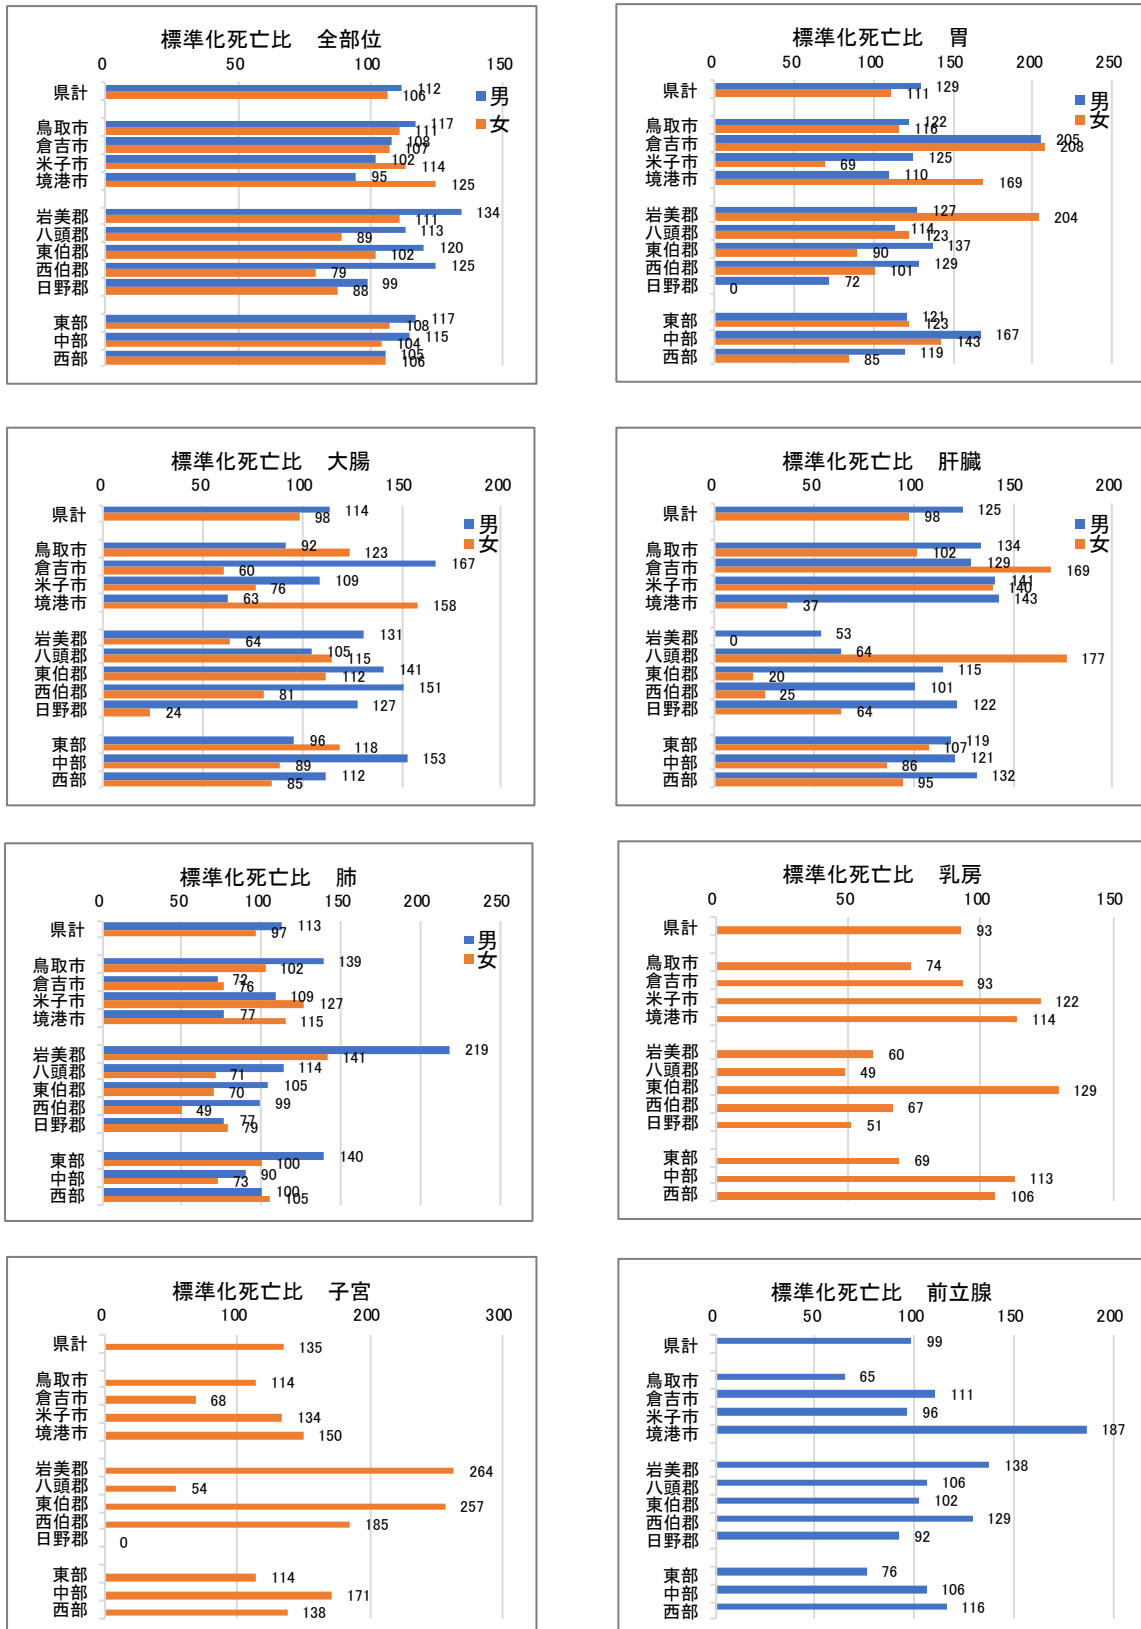 標準化死亡比　全部位
0 50 100 150
男
女
県計 112 106
鳥取市 117 111
倉吉市 108 107
米子市 102 114
境港市 95 125
岩美郡 134 111
八頭郡 113 89
東伯郡 120 102
西伯郡 125 79
日野郡 99 88
東部 117 108
中部 115 104
西部 105 106
標準化死亡比　胃
0 50 100 150 200 250
男
女
県計 129 111
鳥取市 122 116
倉吉市 205 208
米子市 125 69
境港市 110 169
岩美郡 127 204
八頭郡 114 123
東伯郡 137 90
西伯郡 129 101
日野郡 72 0
東部 121 123
中部 167 143
西部 119 85
標準化死亡比　大腸
0 50 100 150 200
男
女
県計 114 98
鳥取市 92 123
倉吉市 167 60
米子市 109 76
境港市 63 158
岩美郡 131 64
八頭郡 105 115
東伯郡 141 112
西伯郡 151 81
日野郡 127 24
東部 96 118
中部 153 89
西部 112 85
標準化死亡比　肝臓
0 50 100 150 200
男
女
県計 125 98
鳥取市 134 102
倉吉市 129 169
米子市 141 140
境港市 143 37
岩美郡 53 0
八頭郡 64 177
東伯郡 115 20
西伯郡 101 25
日野郡 122 64
東部 119 107
中部 121 86
西部 132 95
標準化死亡比　肺
0 50 100 150 200 250
男
女
県計 113 97
鳥取市 139 102
倉吉市 72 76
米子市 109 127
境港市 77 115
岩美郡 219 141
八頭郡 114 71
東伯郡 105 70
西伯郡 99 49
日野郡 77 79
東部 140 100
中部 90 73
西部 100 105
標準化死亡比　乳房
0 50 100 150
県計 93
鳥取市 74
倉吉市 93
米子市 122
境港市 114
岩美郡 60
八頭郡 49
東伯郡 129
西伯郡 67
日野郡 51
東部 69
中部 113
西部 106
標準化死亡比　子宮
0 100 200 300
県計 135
鳥取市 114
倉吉市 68
米子市 134
境港市 150
岩美郡 264
八頭郡 54
東伯郡 257
西伯郡 185
日野郡 0
東部 114
中部 171
西部 138
標準化死亡比　前立腺
0 50 100 150 200
県計 99
鳥取市 65
倉吉市 111
米子市 96
境港市 187
岩美郡 138
八頭郡 106
東伯郡 102
西伯郡 129
日野郡 92
東部 76
中部 106
西部 116